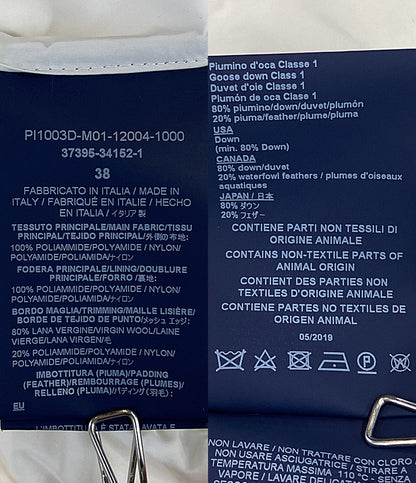 PI1003D-M01-12004-1000
37395-34152-1
38
FABBRICATO IN ITALIA / MADE IN
ITALY / FABRIQUÉ EN ITALIE / HECHO
EN ITALIA / イタリア製
TESSUTO PRINCIPALE/MAIN FABRIC/TISSU
PRINCIPAL/TEJIDO PRINCIPAL/外側の布地:
100% POLIAMMIDE/POLYAMIDE / NYLON/
POLYAMIDE/POLIAMIDA/ナイロン
FODERA PRINCIPALE/LINING/DOUBLURE
PRINCIPALE/FORRO /裏地:
100% POLIAMMIDE/POLYAMIDE / NYLON/
POLYAMIDE/POLIAMIDA/ナイロン
BORDO MAGLIA/TRIMMING/MAILLE LISIÈRE/
BORDE DE TEJIDO DE PUNTO/メッシュ エッジ:
80% LANA VERGINE/VIRGIN WOOL/LAINE
VIERGE/LANA VIRGEN/毛
20% POLIAMMIDE/POLYAMIDE / NYLON/
POLYAMIDE/POLIAMIDA/ナイロン
IMBOTTITURA (PIUMA)/PADDING
(FEATHER)/REMBOURRAGE (PLUMES)/
RELLENO (PLUMA)/パディング(羽毛):
EU
L'IMBOTTITURA È STATA LAVATA E
Piumino d'oca Classe 1
Goose down Class 1
Duvet d'oie Classe 1
Plumón de oca Classe 1
80% piumino/down/duvet/plumón
20% piuma/feather/plume/pluma
USA
Down
(min. 80% Down)
CANADA
80% down/duvet
20% waterfowl feathers / plumes d'oiseaux
aquatiques
JAPAN / 日本
80% ダウン
20% フェザー
CONTIENE PARTI NON TESSILI DI
ORIGINE ANIMALE
CONTAINS NON-TEXTILE PARTS OF
ANIMAL ORIGIN
CONTIENT DES PARTIES NON
TEXTILES D'ORIGINE ANIMALE
CONTIENE PARTES NO TEXTILES DE
ORIGEN ANIMAL
05/2019
NON LAVARE / NON TRATTARE CON CLORO /
NON USARE ASCIUGATRICE / STIRARE A
TEMPERATURA MASSIMA 110 °C - SENZA